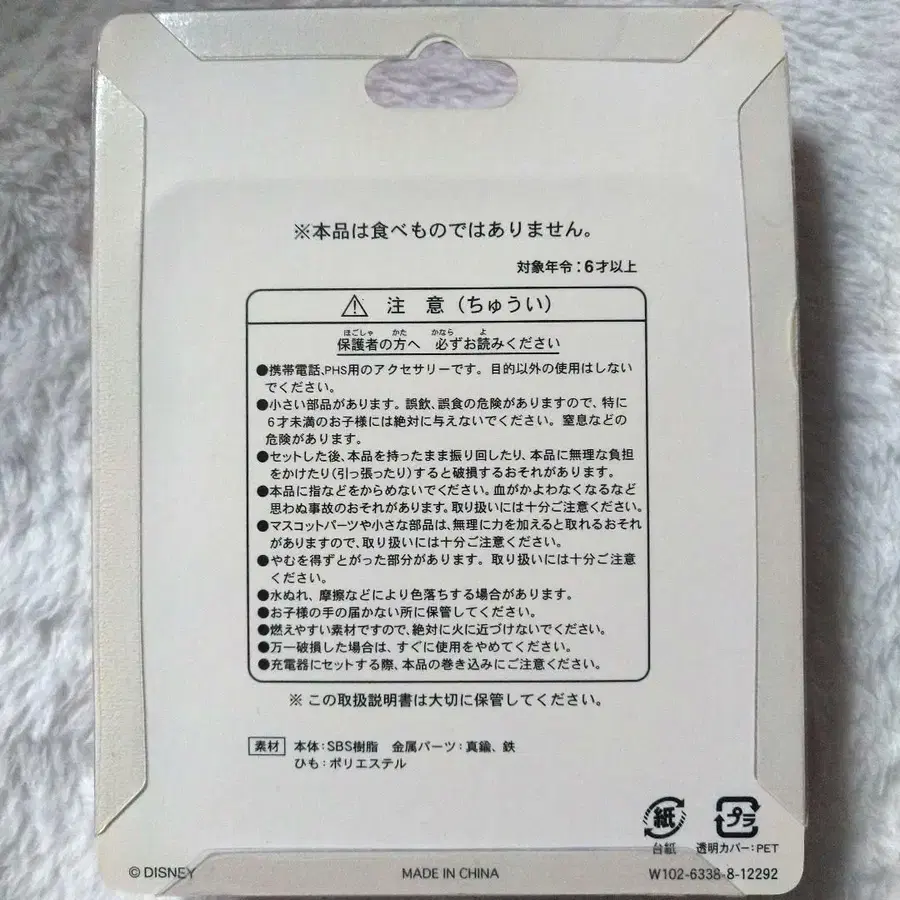 ※本品は食べものではありません。
対象年令：6才以上
⚠ 注 意（ちゅうい）
ほごしゃ かた かなら よ
保護者の方へ 必ずお読みください
●携帯電話、PHS用のアクセサリーです。目的以外の使用はしない
でください。
●小さい部品があります。誤飲、誤食の危険がありますので、特に
6才未満のお子様には絶対に与えないでください。窒息などの
危険があります。
●セットした後、本品を持ったまま振り回したり、本品に無理な負担
をかけたり（引っ張ったり）すると破損するおそれがあります。
●本品に指などをからめないでください。血がかよわなくなるなど
思わぬ事故のおそれがあります。取り扱いには十分ご注意ください。
●マスコットパーツや小さな部品は、無理に力を加えると取れるおそれ
がありますので、取り扱いには十分ご注意ください。
●やむを得ずとがった部分があります。取り扱いには十分ご注意
ください。
●水ぬれ、摩擦などにより色落ちする場合があります。
●お子様の手の届かない所に保管してください。
●燃えやすい素材ですので、絶対に火に近づけないでください。
●万一破損した場合は、すぐに使用をやめてください。
●充電器にセットする際、本品の巻き込みにご注意ください。
※ この取扱説明書は大切に保管してください。
素材 本体：SBS樹脂 金属パーツ：真鍮、鉄
ひも：ポリエステル
紙 プラ
台紙 透明カバー：PET
© DISNEY MADE IN CHINA W102-6338-8-12292